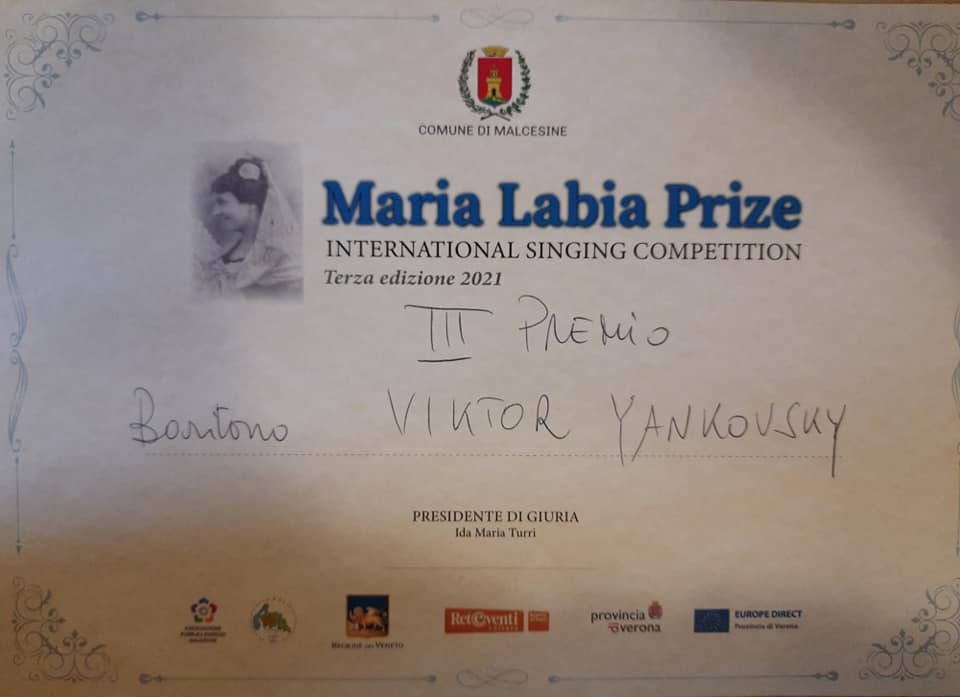 COMUNE DI MALCESINE
Maria Labia Prize
INTERNATIONAL SINGING COMPETITION
Terza edizione 2021
III PREMIO
Baritono VIKTOR YANKOVSKY
PRESIDENTE DI GIURIA
Ida Maria Turri
REGIONE DEL VENETO
RetEventi
provincia di verona
EUROPE DIRECT
Provincia di Verona